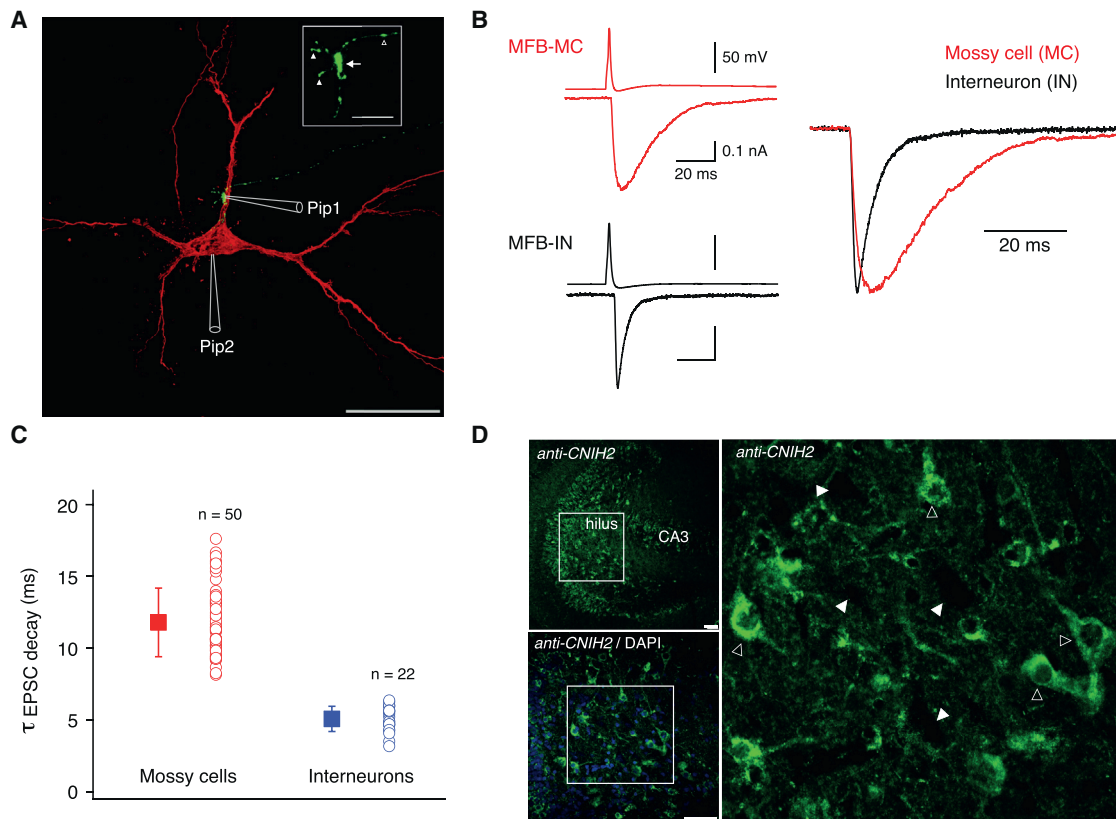 A
Pip1
Pip2
B
MFB-MC
50 mV
0.1 nA
20 ms
MFB-IN
Mossy cell (MC)
Interneuron (IN)
20 ms
C
τ EPSC decay (ms)
20
15
10
5
0
n = 50
n = 22
Mossy cells
Interneurons
D
anti-CNIH2
hilus
CA3
anti-CNIH2 / DAPI
anti-CNIH2